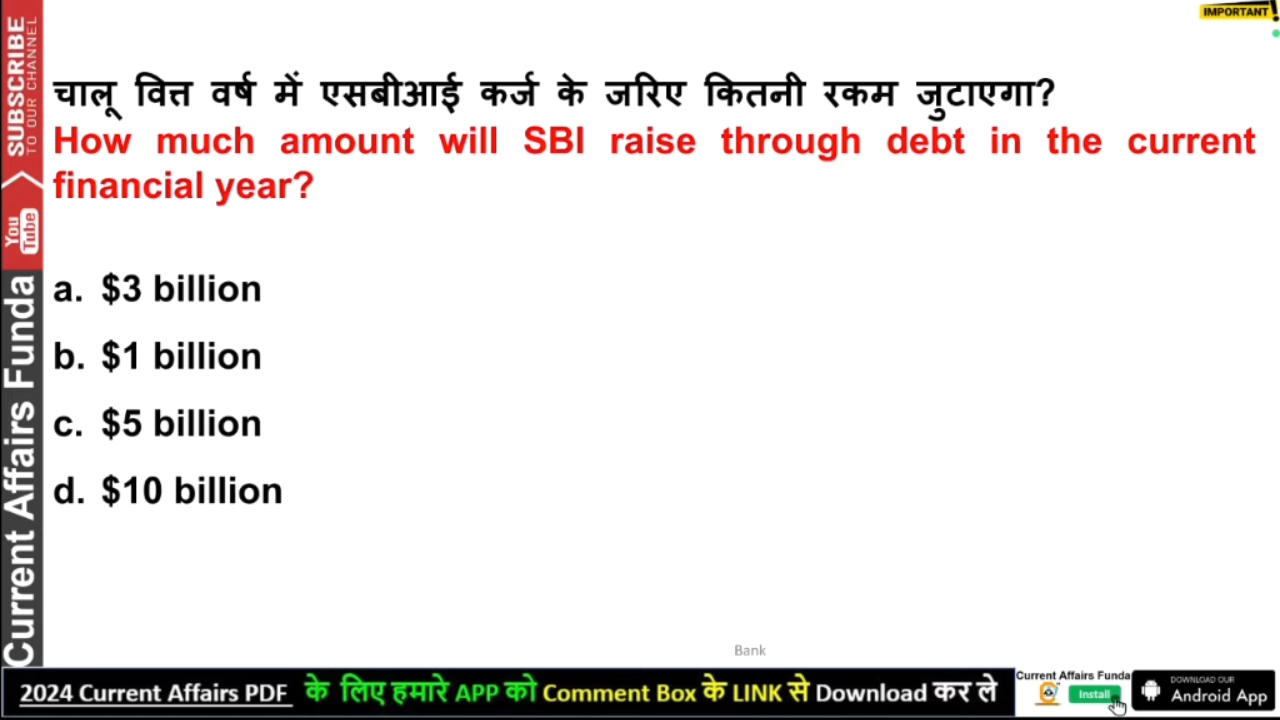 IMPORTANT!
चालू वित्त वर्ष में एसबीआई कर्ज के जरिए कितनी रकम जुटाएगा?
How much amount will SBI raise through debt in the current
financial year?
a. $3 billion
b. $1 billion
c. $5 billion
d. $10 billion
SUBSCRIBE
TO OUR CHANNEL
You
Tube
Current Affairs Funda
Bank
2024 Current Affairs PDF के लिए हमारे APP को Comment Box के LINK से Download कर ले
Current Affairs Funda
Install
DOWNLOAD OUR
Android App